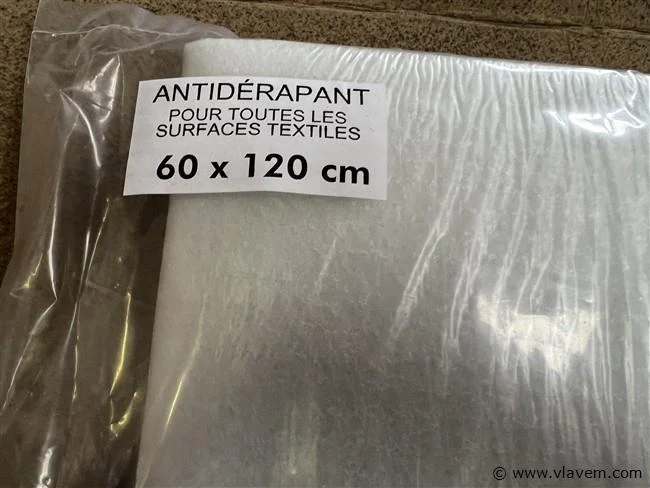 ANTIDÉRAPANT
POUR TOUTES LES
SURFACES TEXTILES
60 x 120 cm
© www.vlavem.com